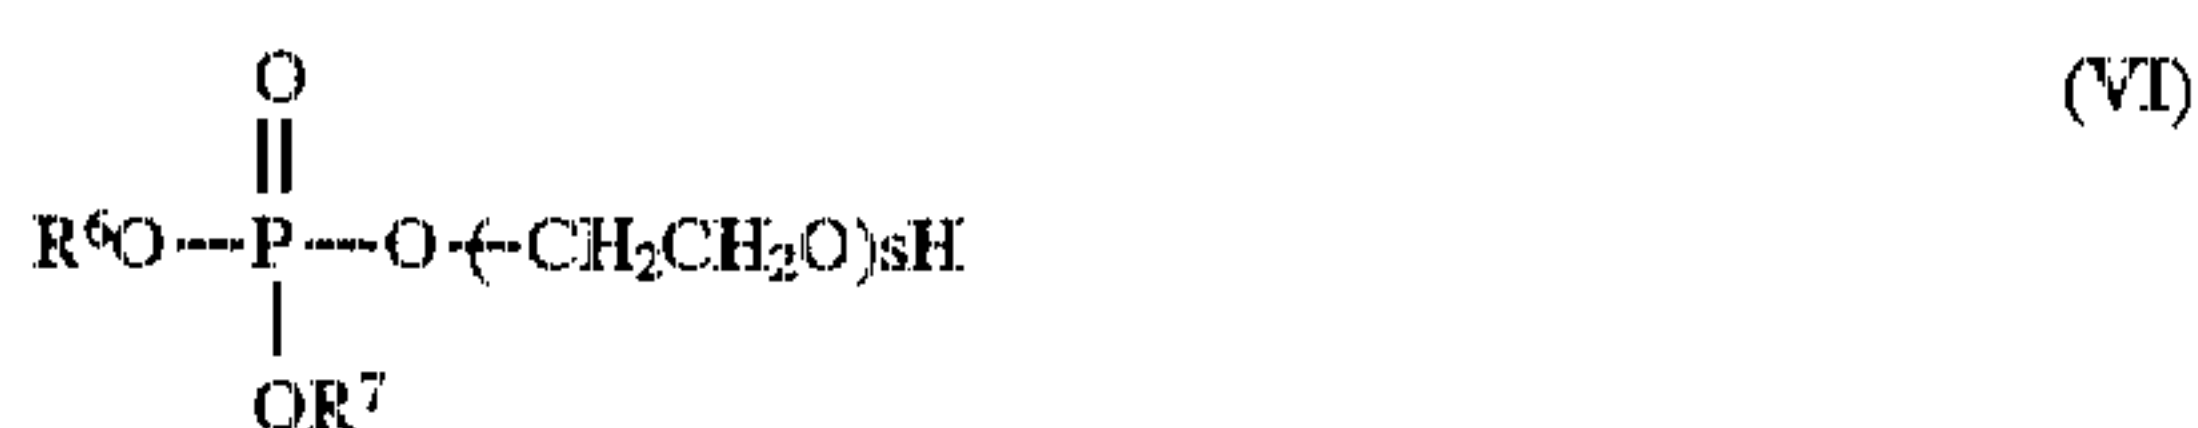 O (VI)
R⁶O—P—O-(-CH₂CH₂O)sH
OR⁷